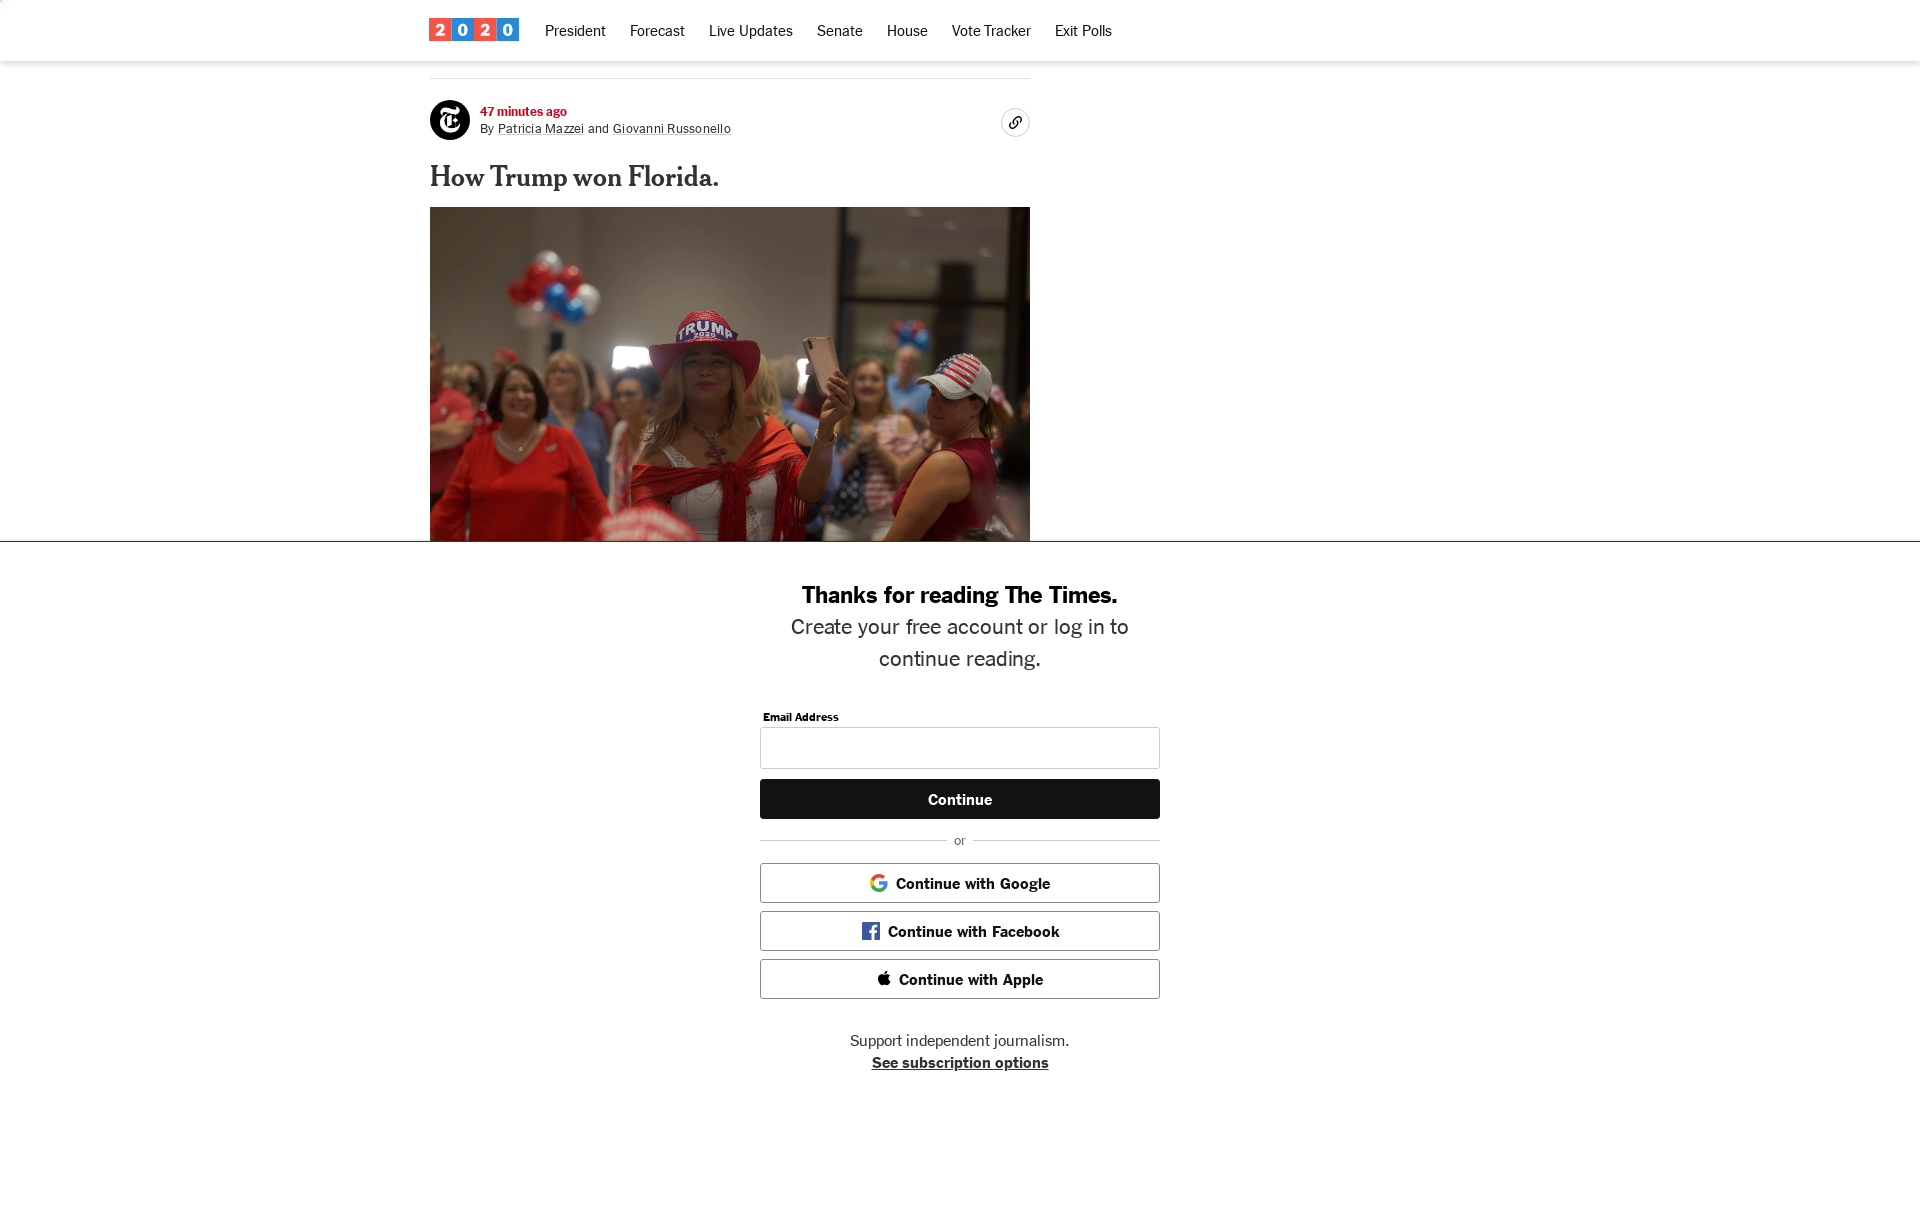 2020 President Forecast Live Updates Senate House Vote Tracker Exit Polls
47 minutes ago
By Patricia Mazzei and Giovanni Russonello
How Trump won Florida.
TRUMP
2020
Thanks for reading The Times.
Create your free account or log in to
continue reading.
Email Address
Continue
or
Continue with Google
Continue with Facebook
Continue with Apple
Support independent journalism.
See subscription options